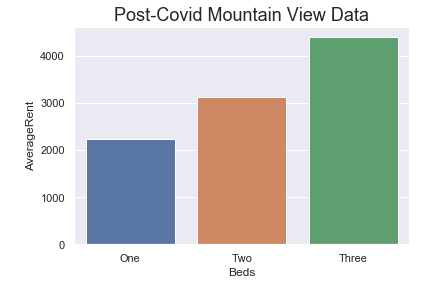 Post-Covid Mountain View Data
4000
3000
2000
1000
0
AverageRent
One Two Three
Beds